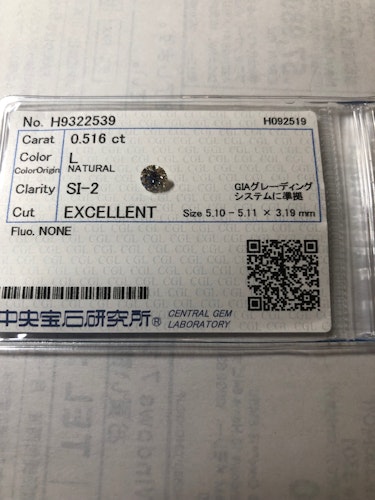 No. H9322539 H092519
Carat 0.516 ct
Color L
ColorOrigin NATURAL
Clarity SI-2 GIAグレーディング
システムに準拠
Cut EXCELLENT Size 5.10 - 5.11 × 3.19 mm
Fluo. NONE
中央宝石研究所® CENTRAL GEM
LABORATORY